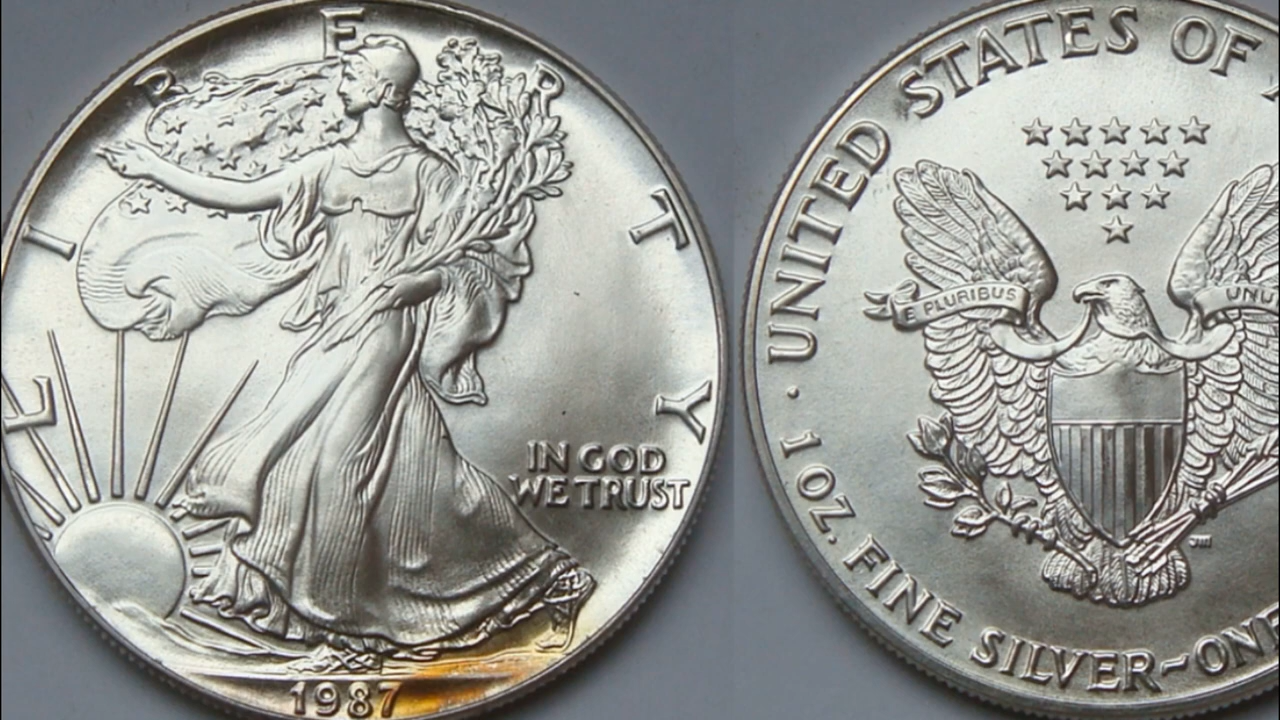 LIBERTY
IN GOD
WE TRUST
1987
UNITED STATES OF
E PLURIBUS UNU
· 1 OZ. FINE SILVER~ONE